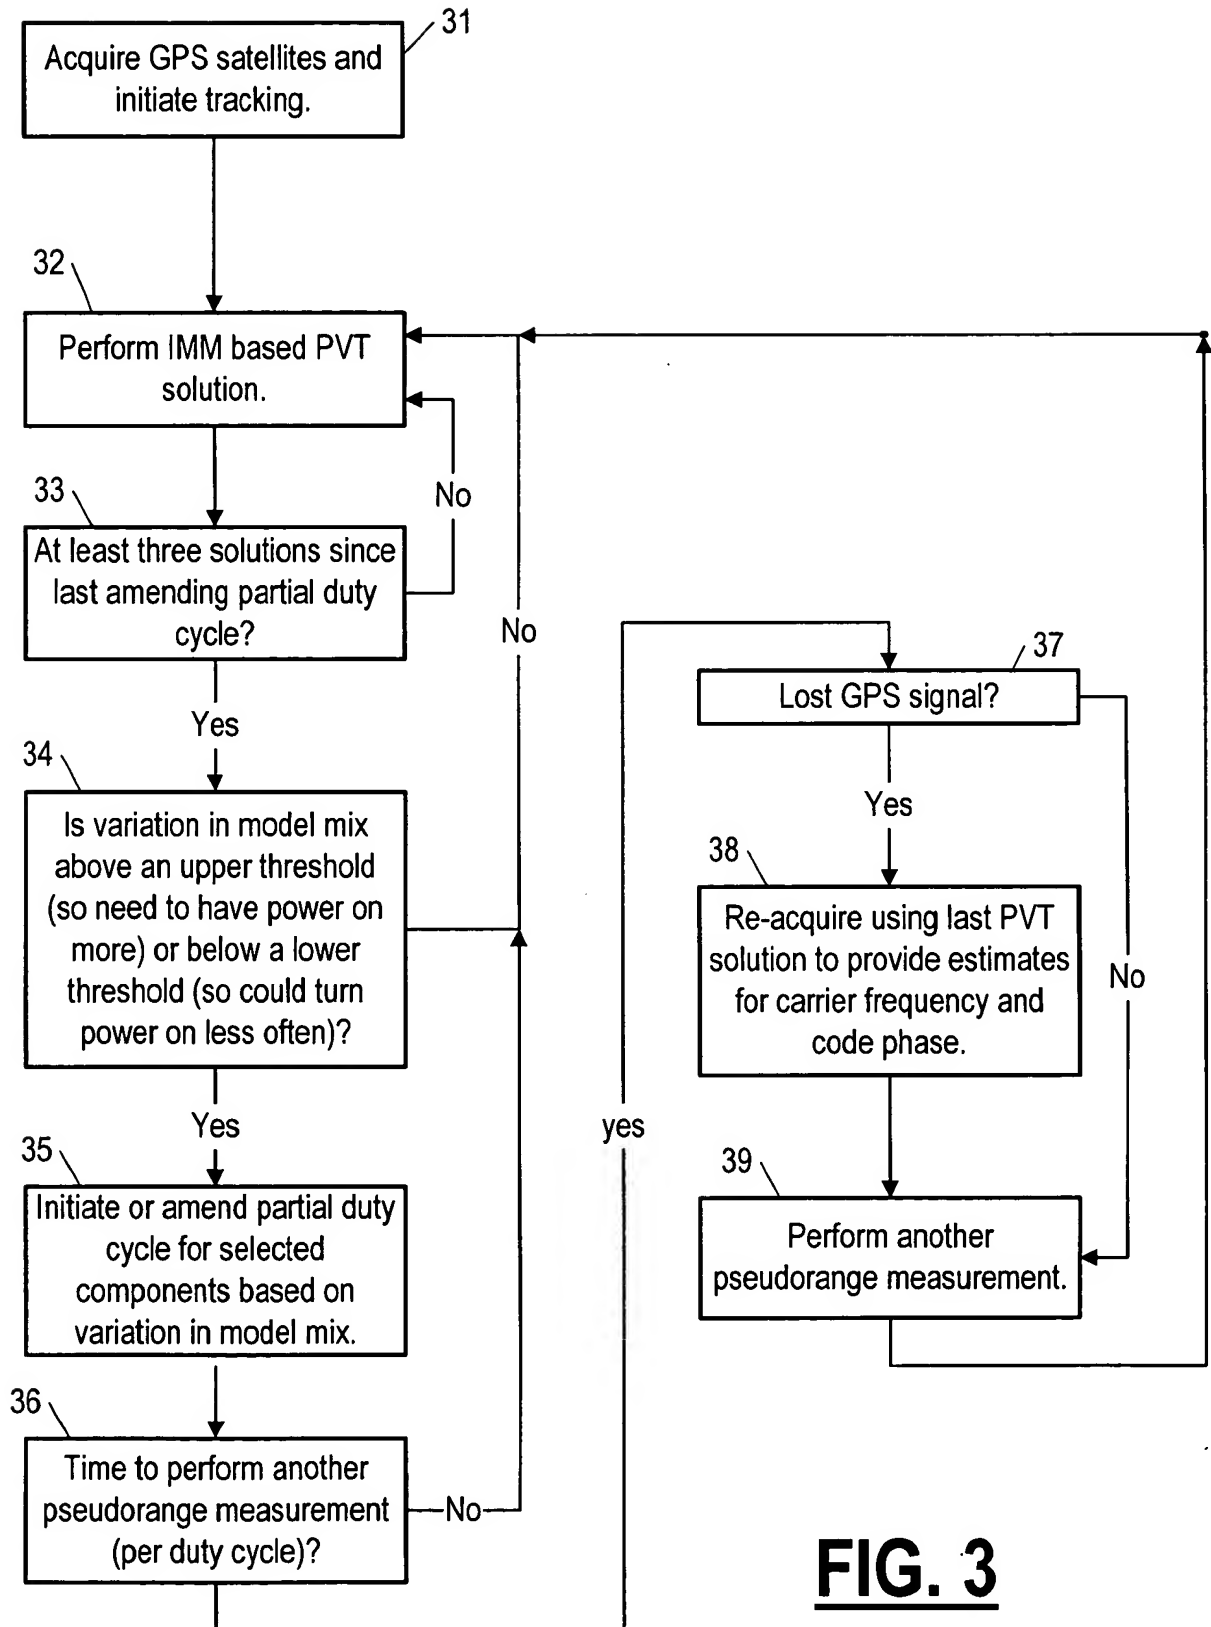 31
Acquire GPS satellites and
initiate tracking.
32
Perform IMM based PVT
solution.
No
33
At least three solutions since
last amending partial duty
cycle?
No
Yes
34
Is variation in model mix
above an upper threshold
(so need to have power on
more) or below a lower
threshold (so could turn
power on less often)?
Yes
35
Initiate or amend partial duty
cycle for selected
components based on
variation in model mix.
36
Time to perform another
pseudorange measurement
(per duty cycle)?
No
yes
37
Lost GPS signal?
Yes
No
38
Re-acquire using last PVT
solution to provide estimates
for carrier frequency and
code phase.
39
Perform another
pseudorange measurement.
FIG. 3